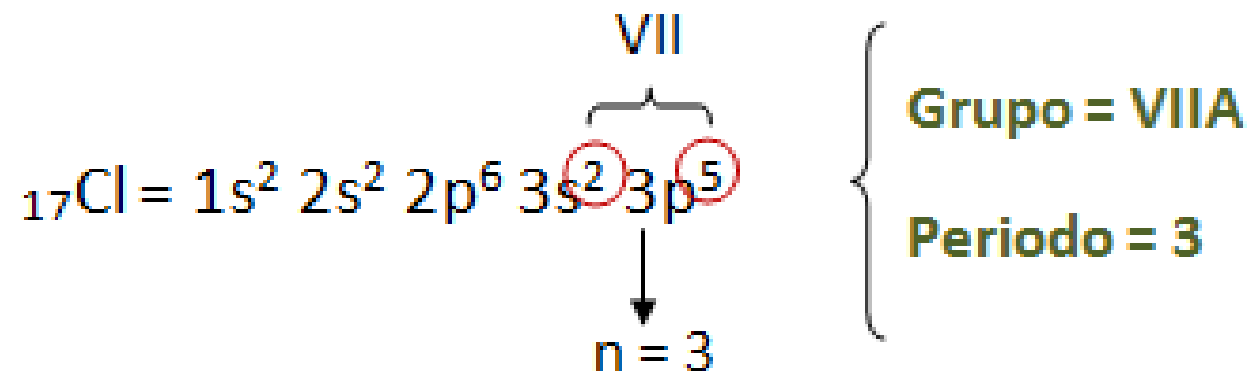 VII
₁₇Cl = 1s² 2s² 2p⁶ 3s² 3p⁵
n = 3
Grupo = VIIA
Periodo = 3